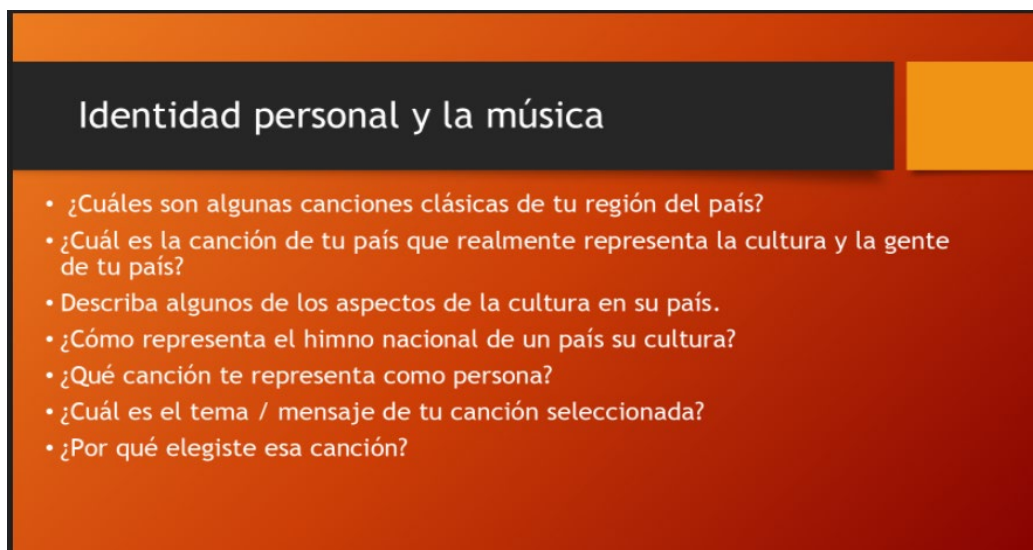 Identidad personal y la música
• ¿Cuáles son algunas canciones clásicas de tu región del país?
• ¿Cuál es la canción de tu país que realmente representa la cultura y la gente
de tu país?
• Describa algunos de los aspectos de la cultura en su país.
• ¿Cómo representa el himno nacional de un país su cultura?
• ¿Qué canción te representa como persona?
• ¿Cuál es el tema / mensaje de tu canción seleccionada?
• ¿Por qué elegiste esa canción?